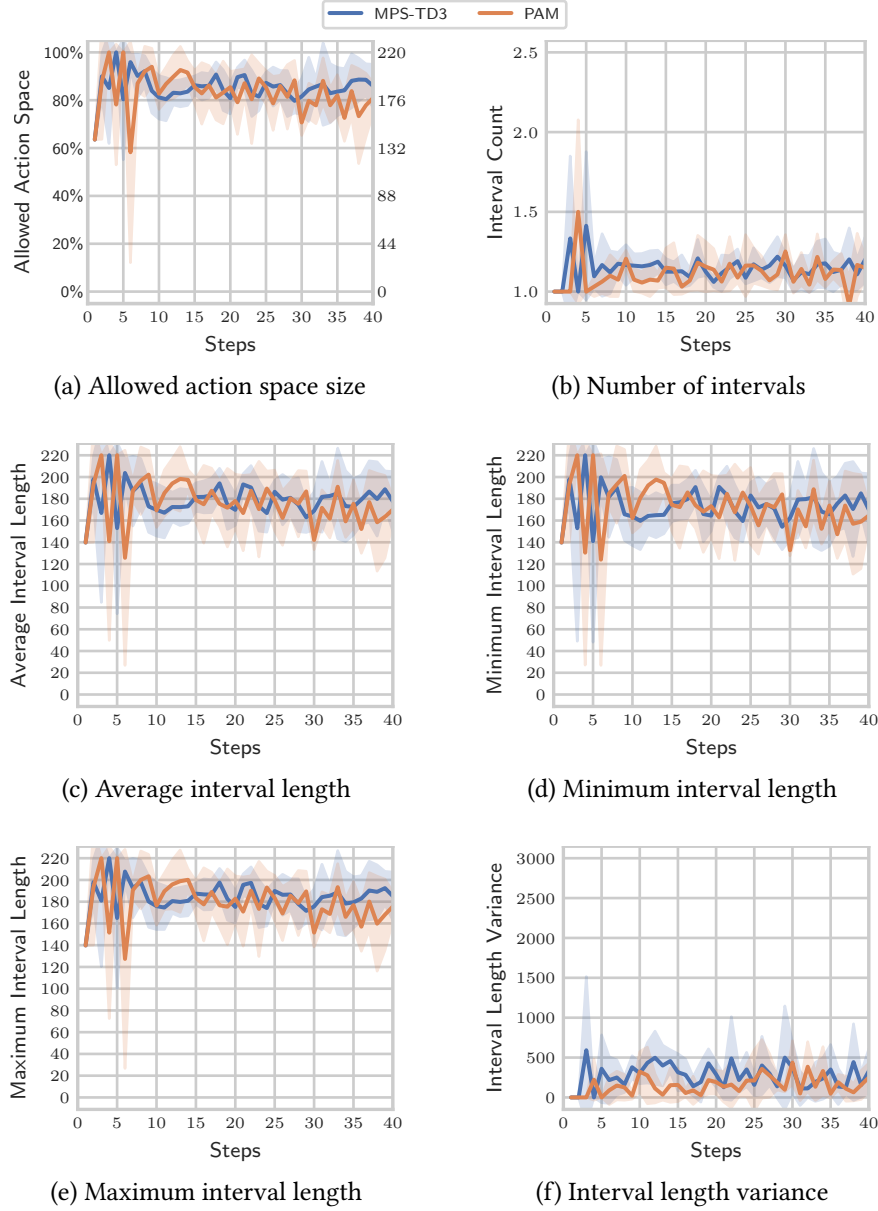 MPS-TD3 PAM
Allowed Action Space
100%
80%
60%
40%
20%
0%
220
176
132
88
44
0
0 5 10 15 20 25 30 35 40
Steps
(a) Allowed action space size
Interval Count
2.5
2.0
1.5
1.0
0 5 10 15 20 25 30 35 40
Steps
(b) Number of intervals
Average Interval Length
220
200
180
160
140
120
100
80
60
40
20
0
0 5 10 15 20 25 30 35 40
Steps
(c) Average interval length
Minimum Interval Length
220
200
180
160
140
120
100
80
60
40
20
0
0 5 10 15 20 25 30 35 40
Steps
(d) Minimum interval length
Maximum Interval Length
220
200
180
160
140
120
100
80
60
40
20
0
0 5 10 15 20 25 30 35 40
Steps
(e) Maximum interval length
Interval Length Variance
3000
2500
2000
1500
1000
500
0
0 5 10 15 20 25 30 35 40
Steps
(f) Interval length variance